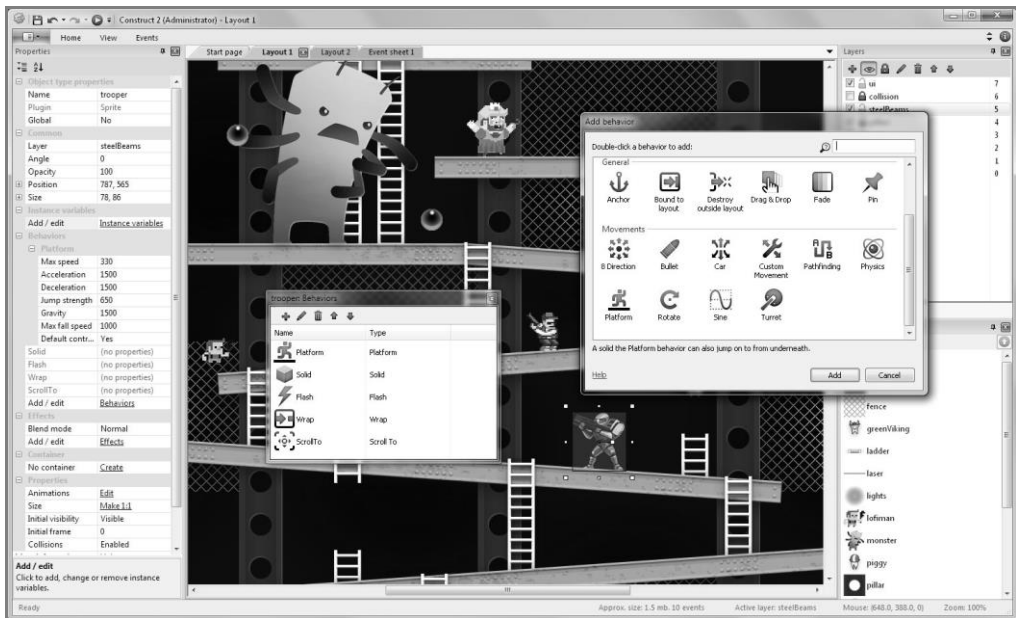 Construct 2 (Administrator) - Layout 1
Home View Events
Properties
Object type properties
Name trooper
Plugin Sprite
Global No
Common
Layer steelBeams
Angle 0
Opacity 100
Position 787, 565
Size 78, 86
Instance variables
Add / edit Instance variables
Behaviors
Platform
Max speed 330
Acceleration 1500
Deceleration 1500
Jump strength 650
Gravity 1500
Max fall speed 1000
Default contr... Yes
Solid (no properties)
Flash (no properties)
Wrap (no properties)
ScrollTo (no properties)
Add / edit Behaviors
Effects
Blend mode Normal
Add / edit Effects
Container
No container Create
Properties
Animations Edit
Size Make 1:1
Initial visibility Visible
Initial frame 0
Collisions Enabled
Add / edit
Click to add, change or remove instance
variables.
Start page Layout 1 Layout 2 Event sheet 1
trooper: Behaviors
Name Type
Platform Platform
Solid Solid
Flash Flash
Wrap Wrap
ScrollTo Scroll To
Add behavior
Double-click a behavior to add:
General
Anchor Bound to layout Destroy outside layout Drag & Drop Fade Pin
Movements
8 Direction Bullet Car Custom Movement Pathfinding Physics
Platform Rotate Sine Turret
A solid the Platform behavior can also jump on to from underneath.
Help Add Cancel
Layers
ui 7
collision 6
steelBeams 5
4
3
2
1
0
fence
greenViking
ladder
laser
lights
lofiman
monster
piggy
pillar
Ready Approx. size: 1.5 mb. 10 events Active layer: steelBeams Mouse: (648.0, 388.0, 0) Zoom: 100%